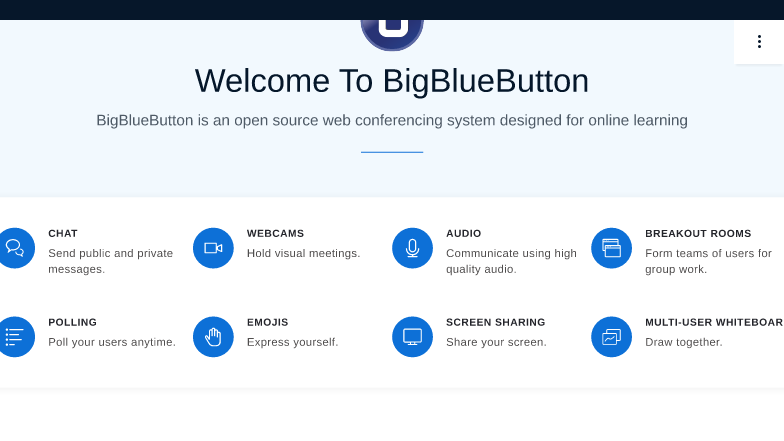 Welcome To BigBlueButton
BigBlueButton is an open source web conferencing system designed for online learning
CHAT
Send public and private
messages.
WEBCAMS
Hold visual meetings.
AUDIO
Communicate using high
quality audio.
BREAKOUT ROOMS
Form teams of users for
group work.
POLLING
Poll your users anytime.
EMOJIS
Express yourself.
SCREEN SHARING
Share your screen.
MULTI-USER WHITEBOAR
Draw together.